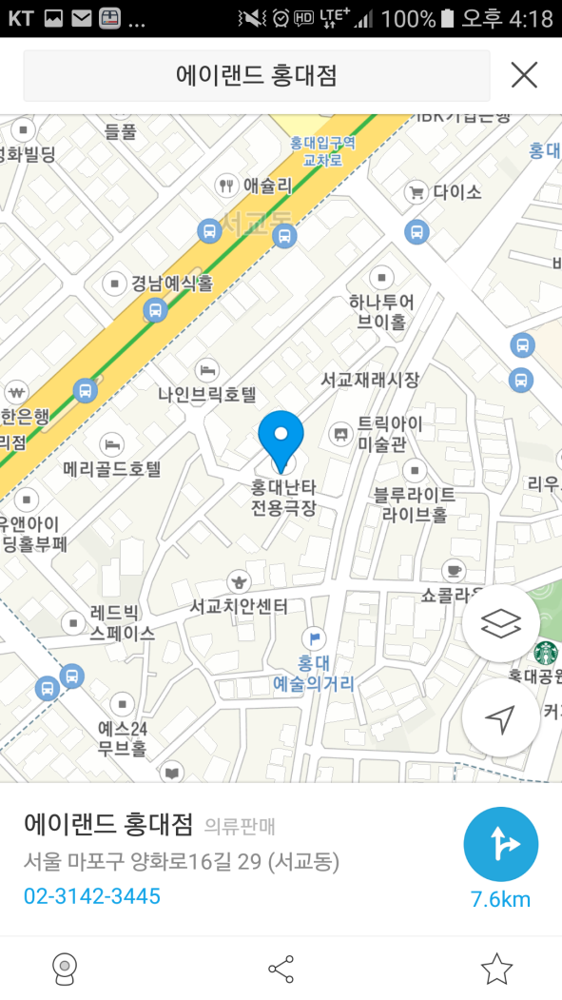 KT
HD LTE+ 100% 오후 4:18
에이랜드 홍대점
들풀
IBK기업은행
성화빌딩
홍대입구역
교차로
홍대
애슐리
다이소
서교동
경남예식홀
하나투어
브이홀
나인브릭호텔
서교재래시장
한은행
리점
트릭아이
미술관
메리골드호텔
홍대난타
전용극장
블루라이트
라이브홀
리우
유앤아이
딩홀부페
서교치안센터
쇼콜라
레드빅
스페이스
홍대
예술의거리
홍대공원
커피
예스24
무브홀
에이랜드 홍대점 의류판매
서울 마포구 양화로16길 29 (서교동)
02-3142-3445
7.6km